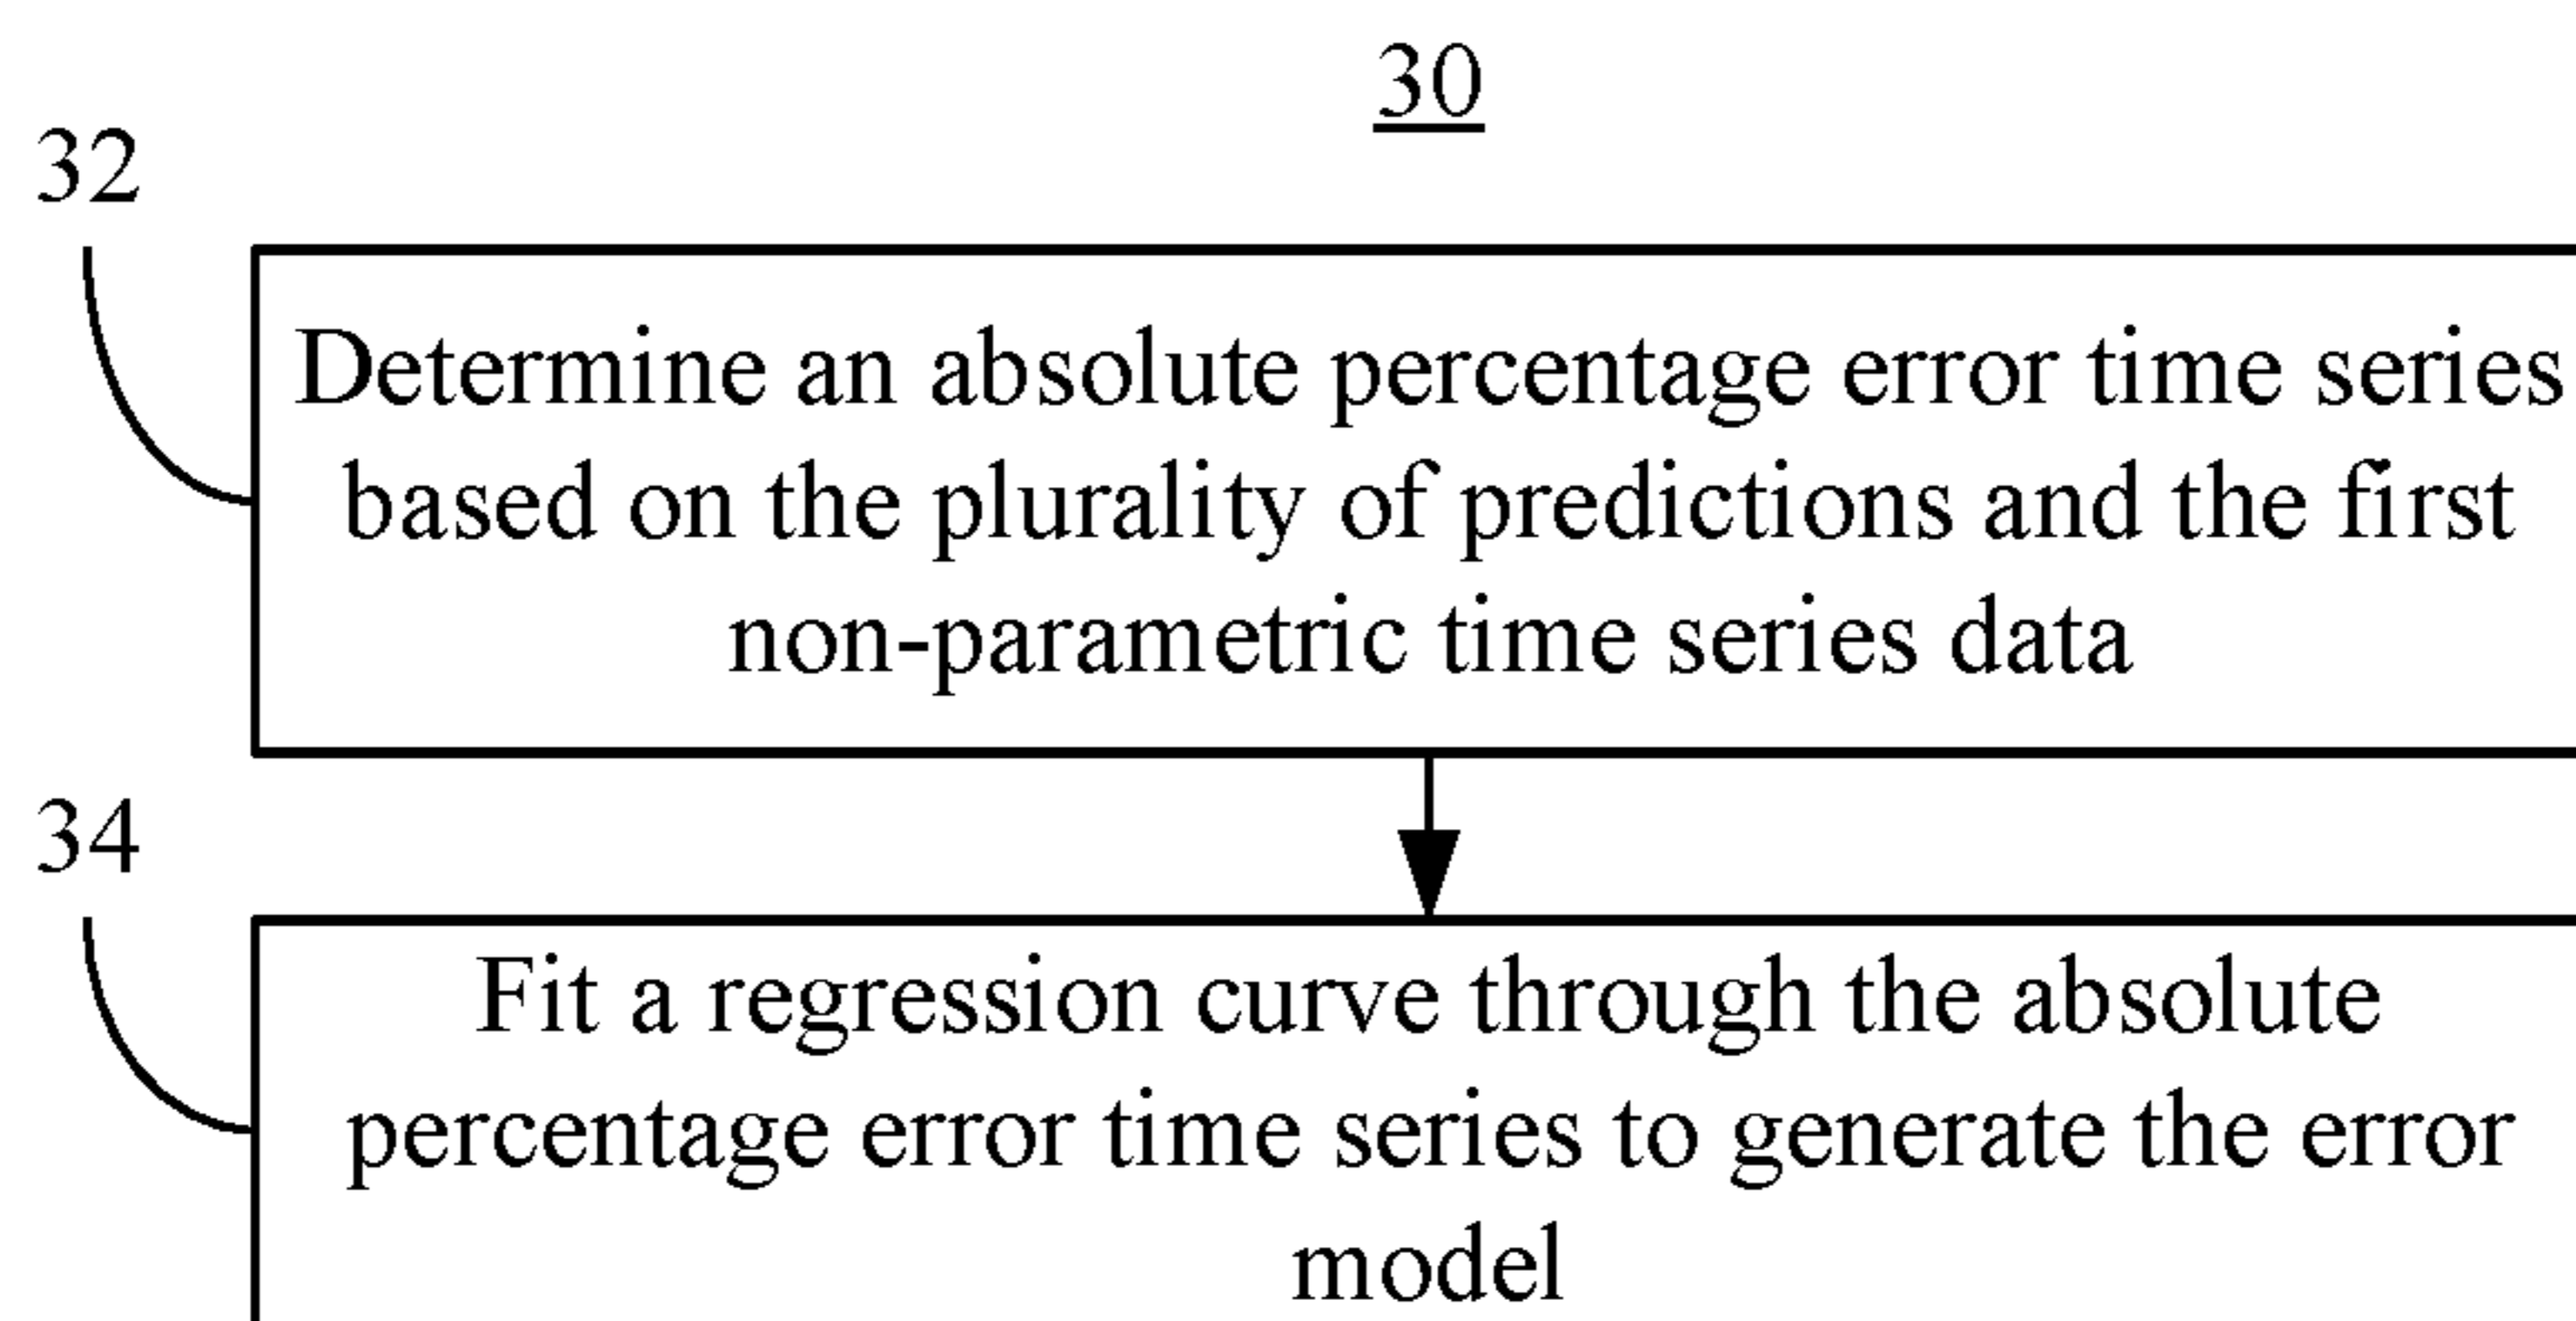 30
32
Determine an absolute percentage error time series
based on the plurality of predictions and the first
non-parametric time series data
34
Fit a regression curve through the absolute
percentage error time series to generate the error
model